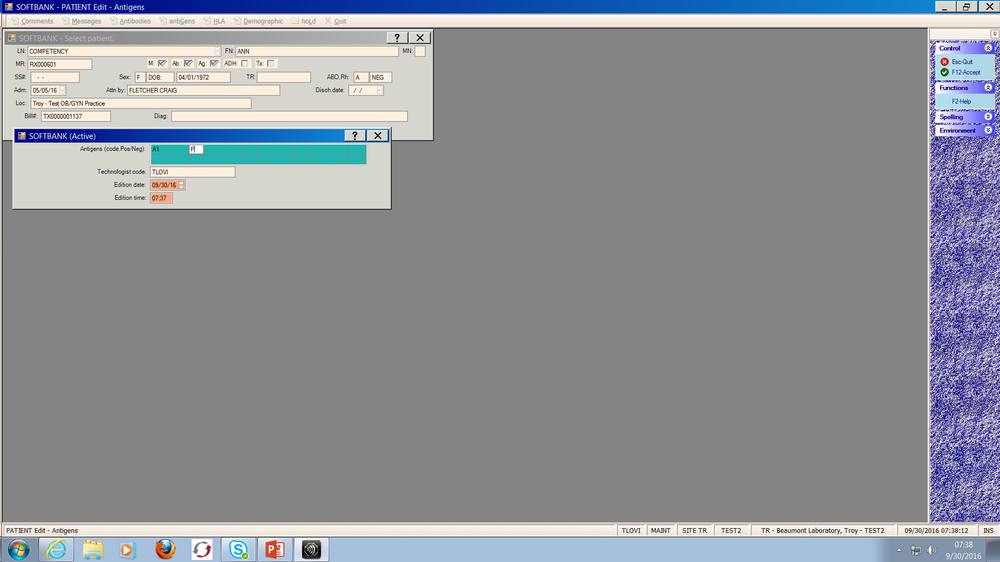 SOFTBANK - PATIENT Edit - Antigens
Comments Messages Antibodies antiGens HLA Demographic hoLd Quit
SOFTBANK - Select patient. ?
LN: COMPETENCY FN: ANN MN:
MR: RX000601 M: Ab: Ag: ADH: Tx:
SS#: - - Sex: F DOB: 04/01/1972 TR: ABO,Rh: A NEG
Adm: 05/05/16 Attn by: FLETCHER CRAIG Disch.date: / /
Loc: Troy - Test OB/GYN Practice
Bill#: TX0000001137 Diag:
SOFTBANK (Active) ?
Antigens (code,Pos/Neg): A1 P
Technologist code: TLOVI
Edition date: 09/30/16
Edition time: 07:37
Control
Esc-Quit
F12-Accept
Functions
F2-Help
Spelling
Environment
PATIENT Edit - Antigens TLOVI MAINT SITE TR TEST2 TR - Beaumont Laboratory, Troy - TEST2 09/30/2016 07:38:12 INS
07:38
9/30/2016